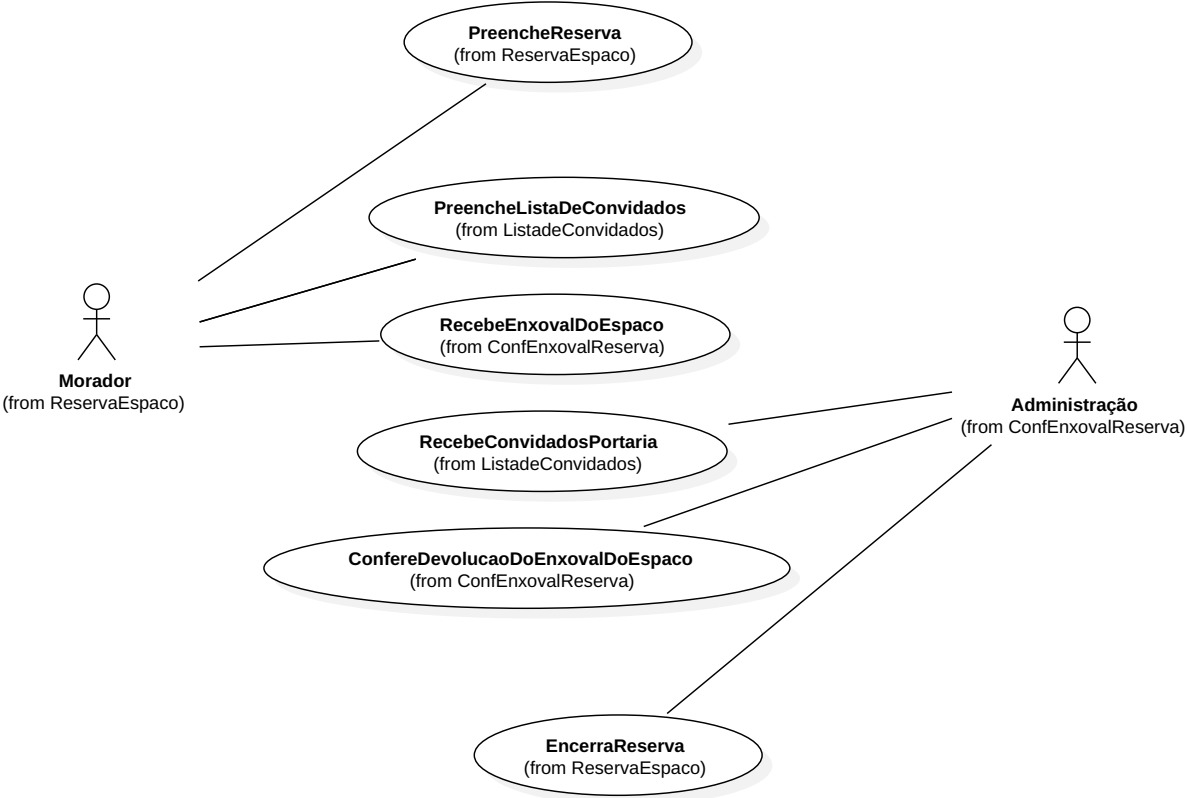 PreencheReserva
(from ReservaEspaco)
PreencheListaDeConvidados
(from ListadeConvidados)
RecebeEnxovalDoEspaco
(from ConfEnxovalReserva)
Morador
(from ReservaEspaco)
Administração
(from ConfEnxovalReserva)
RecebeConvidadosPortaria
(from ListadeConvidados)
ConfereDevolucaoDoEnxovalDoEspaco
(from ConfEnxovalReserva)
EncerraReserva
(from ReservaEspaco)